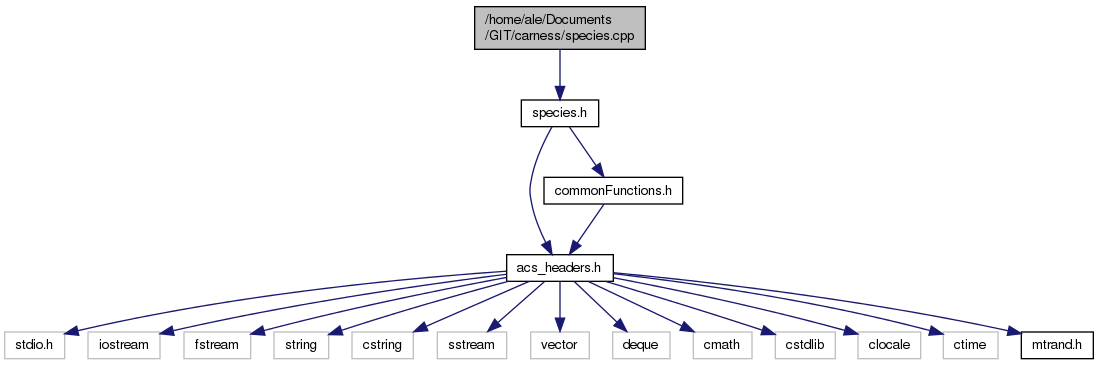 /home/ale/Documents
/GIT/carness/species.cpp
species.h
commonFunctions.h
acs_headers.h
stdio.h
iostream
fstream
string
cstring
sstream
vector
deque
cmath
cstdlib
clocale
ctime
mtrand.h